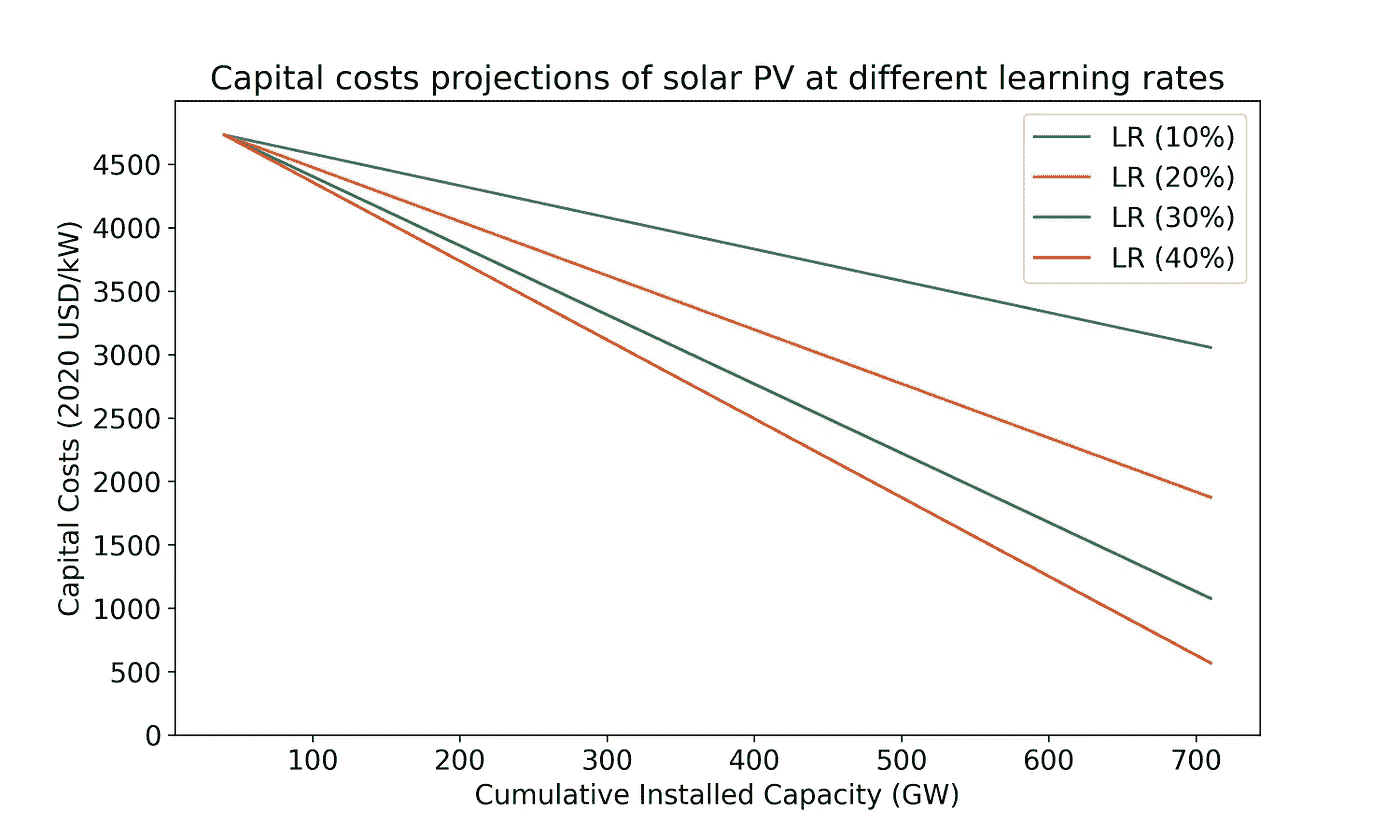 Capital costs projections of solar PV at different learning rates
LR (10%)
LR (20%)
LR (30%)
LR (40%)
Capital Costs (2020 USD/kW)
4500
4000
3500
3000
2500
2000
1500
1000
500
0
100 200 300 400 500 600 700
Cumulative Installed Capacity (GW)